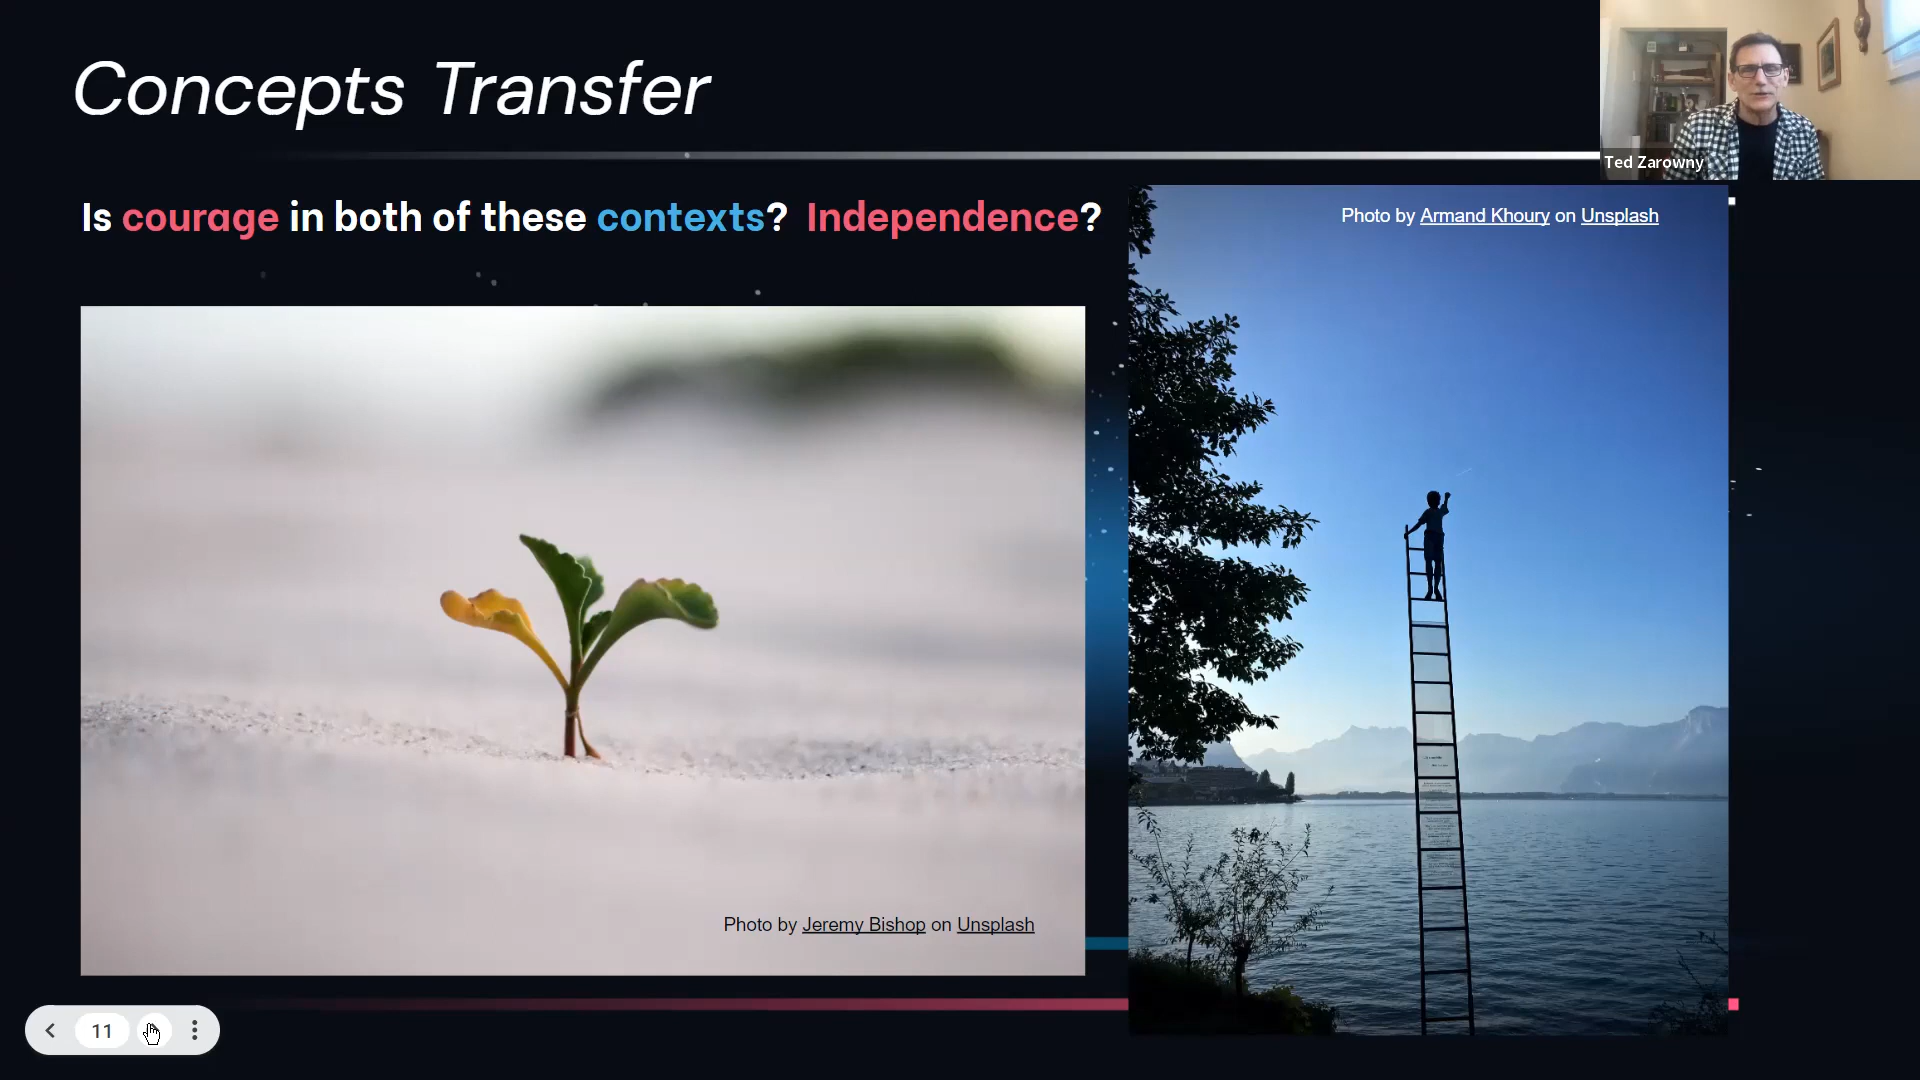 Concepts Transfer
Ted Zarowny
Is courage in both of these contexts? Independence?
Photo by Armand Khoury on Unsplash
Photo by Jeremy Bishop on Unsplash
11